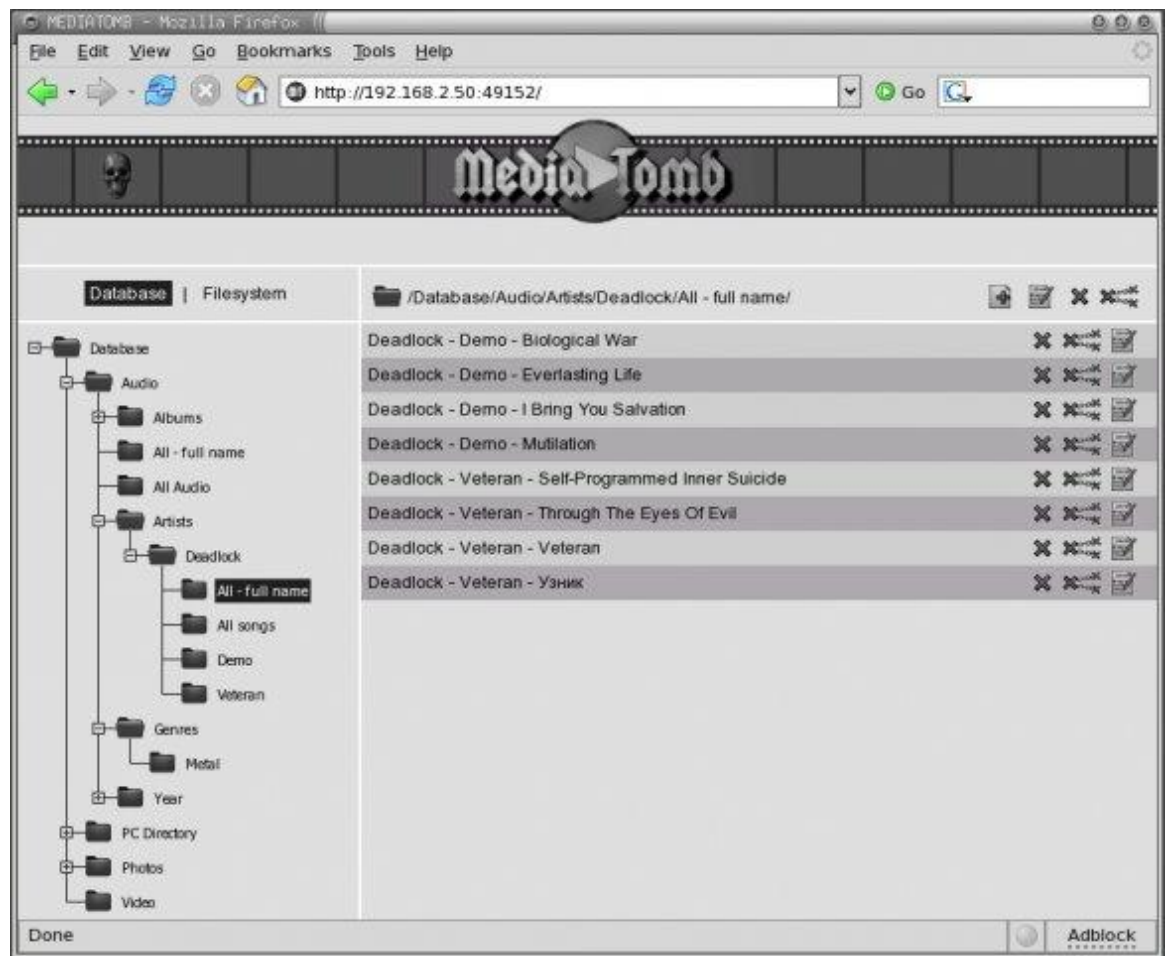 MEDIATOMB - Mozilla Firefox
File Edit View Go Bookmarks Tools Help
http://192.168.2.50:49152/ Go
Media Tomb
Database | Filesystem
/Database/Audio/Artists/Deadlock/All - full name/
Database
Audio
Albums
All - full name
All Audio
Artists
Deadlock
All - full name
All songs
Demo
Veteran
Genres
Metal
Year
PC Directory
Photos
Video
Deadlock - Demo - Biological War
Deadlock - Demo - Everlasting Life
Deadlock - Demo - I Bring You Salvation
Deadlock - Demo - Mutilation
Deadlock - Veteran - Self-Programmed Inner Suicide
Deadlock - Veteran - Through The Eyes Of Evil
Deadlock - Veteran - Veteran
Deadlock - Veteran - Узник
Done
Adblock